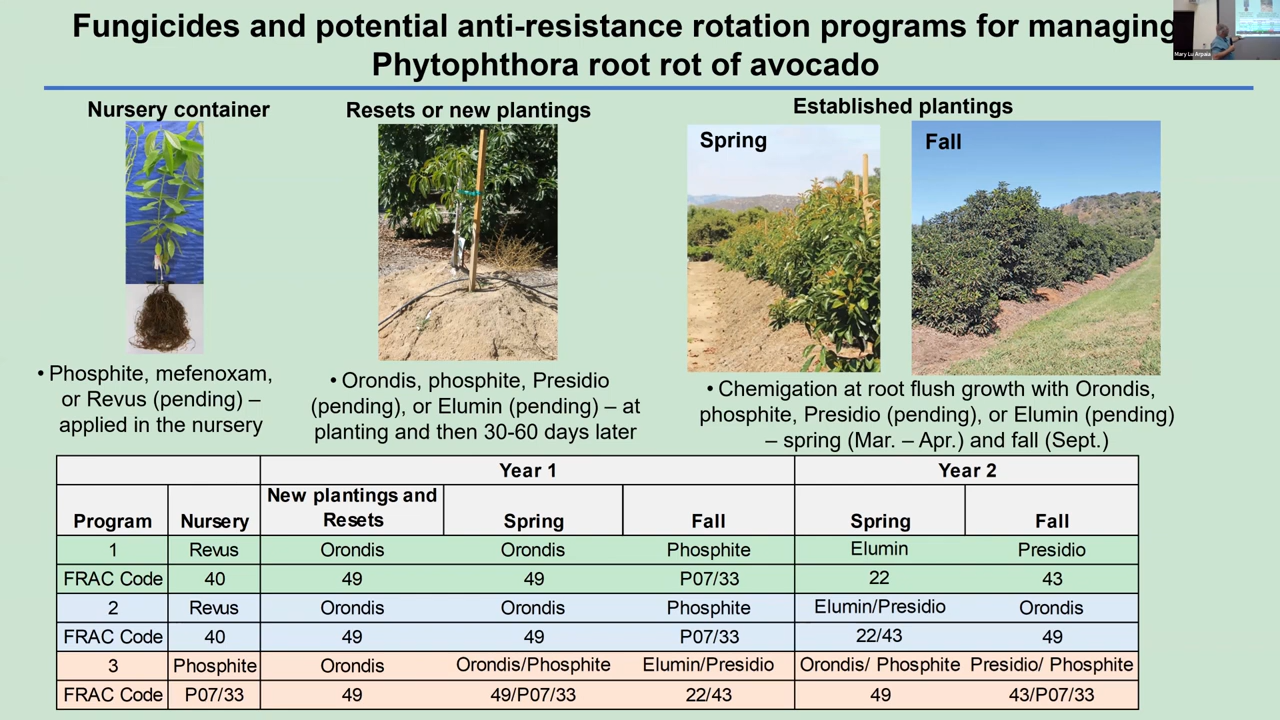 Fungicides and potential anti-resistance rotation programs for managing
Phytophthora root rot of avocado
Mary Lu Arpaia
Nursery container
Resets or new plantings
Established plantings
Spring
Fall
• Phosphite, mefenoxam,
or Revus (pending) –
applied in the nursery
• Orondis, phosphite, Presidio
(pending), or Elumin (pending) – at
planting and then 30-60 days later
• Chemigation at root flush growth with Orondis,
phosphite, Presidio (pending), or Elumin (pending)
– spring (Mar. – Apr.) and fall (Sept.)
Year 1 Year 2
Program Nursery New plantings and Resets Spring Fall Spring Fall
1 Revus Orondis Orondis Phosphite Elumin Presidio
FRAC Code 40 49 49 P07/33 22 43
2 Revus Orondis Orondis Phosphite Elumin/Presidio Orondis
FRAC Code 40 49 49 P07/33 22/43 49
3 Phosphite Orondis Orondis/Phosphite Elumin/Presidio Orondis/ Phosphite Presidio/ Phosphite
FRAC Code P07/33 49 49/P07/33 22/43 49 43/P07/33